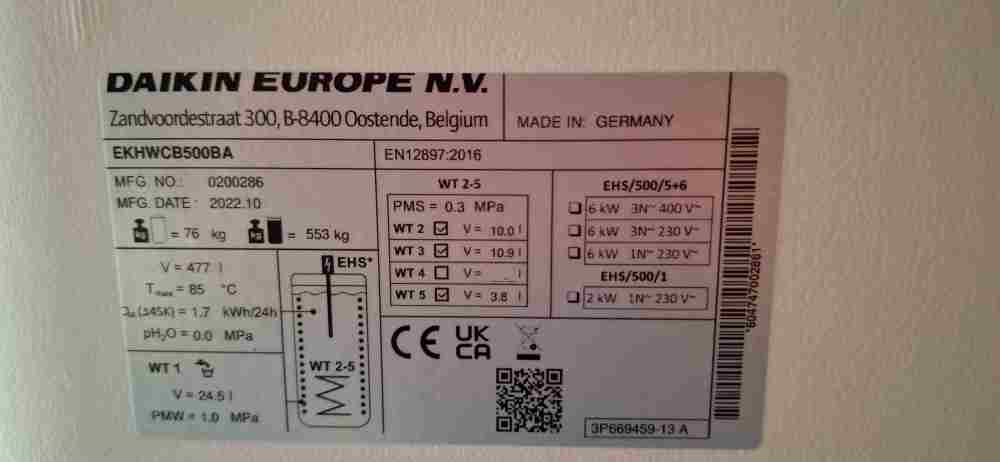 DAIKIN EUROPE N.V.
Zandvoordestraat 300, B-8400 Oostende, Belgium
MADE IN: GERMANY
EKHWCB500BA
EN12897:2016
MFG. NO.: 0200286
MFG. DATE : 2022.10
kg = 76 kg kg = 553 kg
V = 477 l
Tmax = 85 °C
(Δ45K) = 1.7 kWh/24h
pH₂O = 0.0 MPa
EHS*
WT 2-5
WT 1
V = 24.5 l
PMW = 1.0 MPa
WT 2-5
PMS = 0.3 MPa
WT 2 ☑ V = 10.0 l
WT 3 ☑ V = 10.9 l
WT 4 ☐ V = _ l
WT 5 ☑ V = 3.8 l
EHS/500/5+6
☐ 6 kW 3N~ 400 V~
☐ 6 kW 3N~ 230 V~
☐ 6 kW 1N~ 230 V~
EHS/500/1
☐ 2 kW 1N~ 230 V~
CE UK
CA
3P669459-13 A
*604747002861*